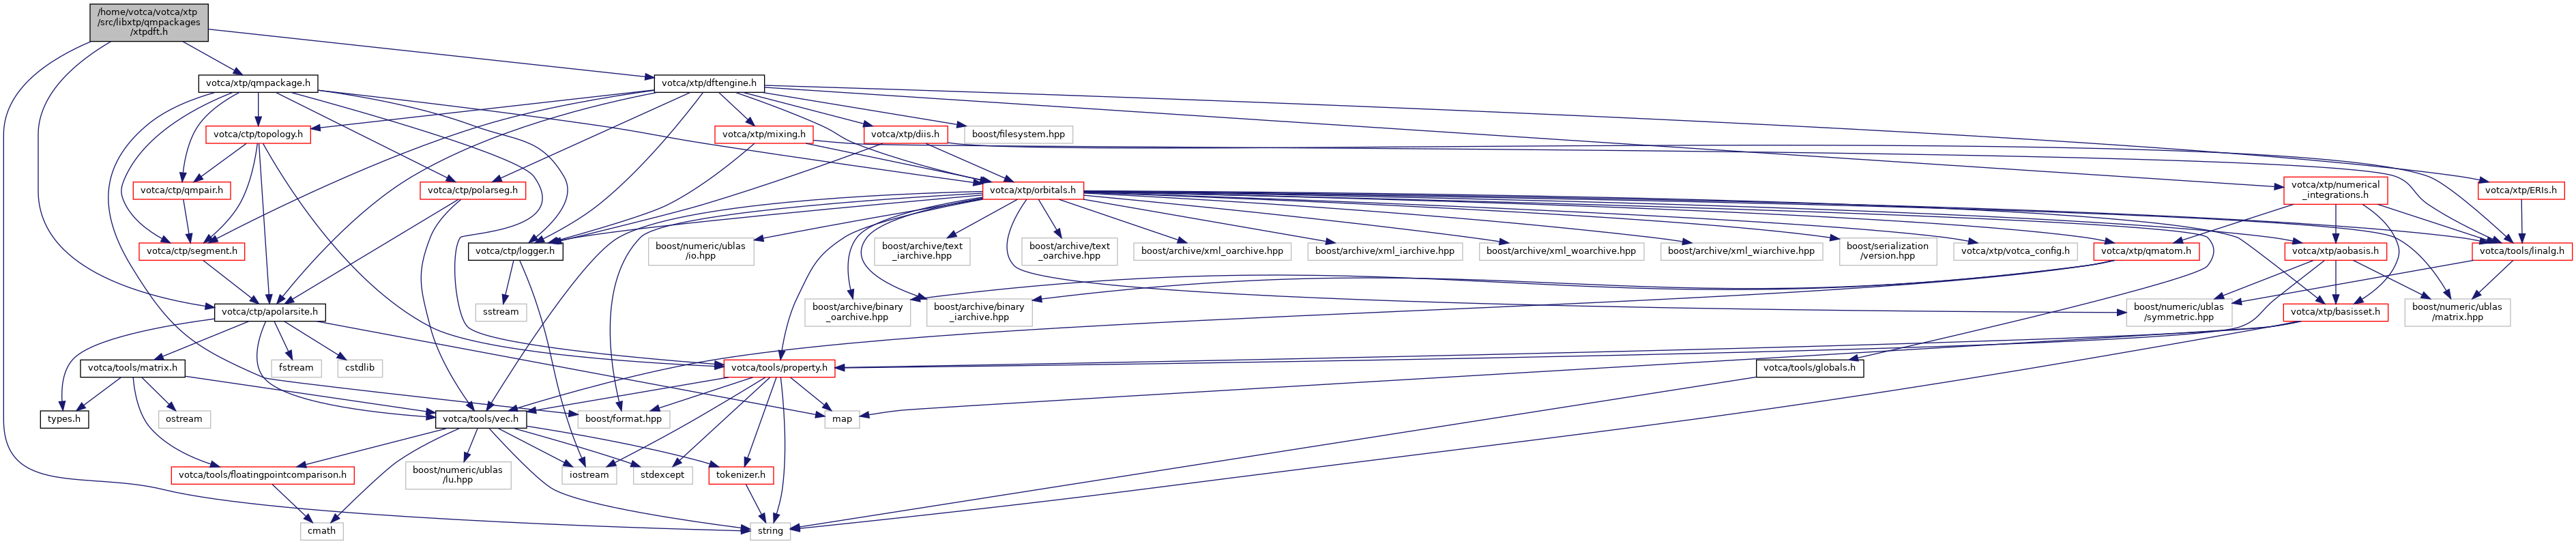 /home/votca/votca/xtp
/src/libxtp/qmpackages
/xtpdft.h
votca/xtp/qmpackage.h
votca/xtp/dftengine.h
votca/ctp/topology.h
votca/xtp/mixing.h
votca/xtp/diis.h
boost/filesystem.hpp
votca/ctp/qmpair.h
votca/ctp/polarseg.h
votca/xtp/orbitals.h
votca/xtp/numerical
_integrations.h
votca/xtp/ERIs.h
votca/ctp/segment.h
votca/ctp/logger.h
boost/numeric/ublas
/io.hpp
boost/archive/text
_iarchive.hpp
boost/archive/text
_oarchive.hpp
boost/archive/xml_oarchive.hpp
boost/archive/xml_iarchive.hpp
boost/archive/xml_woarchive.hpp
boost/archive/xml_wiarchive.hpp
boost/serialization
/version.hpp
votca/xtp/votca_config.h
votca/xtp/qmatom.h
votca/xtp/aobasis.h
votca/tools/linalg.h
votca/ctp/apolarsite.h
sstream
boost/archive/binary
_oarchive.hpp
boost/archive/binary
_iarchive.hpp
boost/numeric/ublas
/symmetric.hpp
votca/xtp/basisset.h
boost/numeric/ublas
/matrix.hpp
votca/tools/matrix.h
fstream
cstdlib
votca/tools/property.h
votca/tools/globals.h
types.h
ostream
votca/tools/vec.h
boost/format.hpp
map
votca/tools/floatingpointcomparison.h
boost/numeric/ublas
/lu.hpp
iostream
stdexcept
tokenizer.h
cmath
string